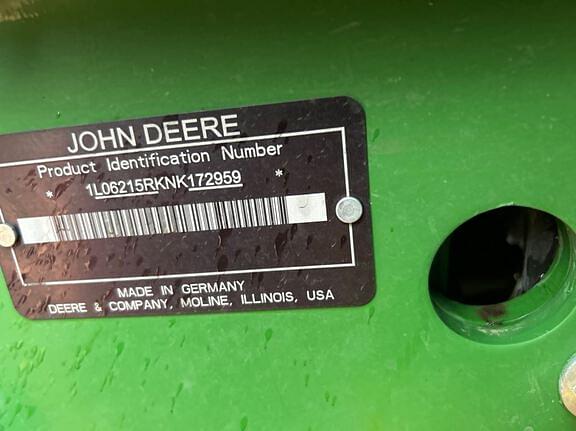 JOHN DEERE
Product Identification Number
* 1L06215RKNK172959 *
MADE IN GERMANY
DEERE & COMPANY, MOLINE, ILLINOIS, USA